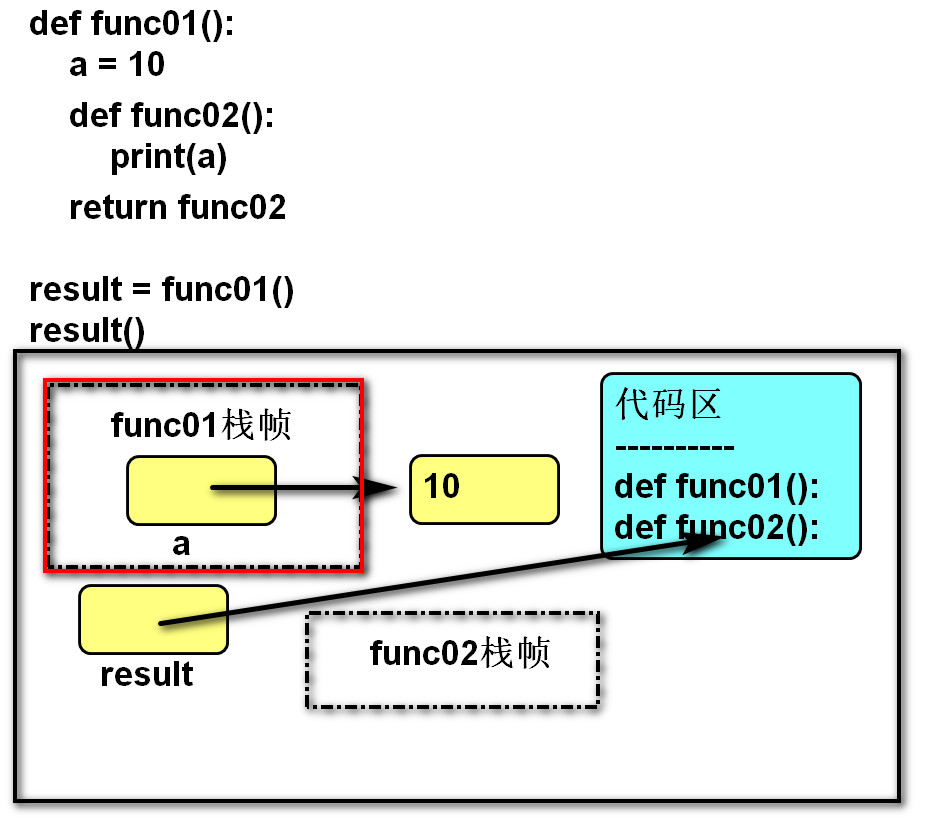 def func01():
a = 10
def func02():
print(a)
return func02
result = func01()
result()
func01栈帧
a
10
代码区
----------
def func01():
def func02():
result
func02栈帧